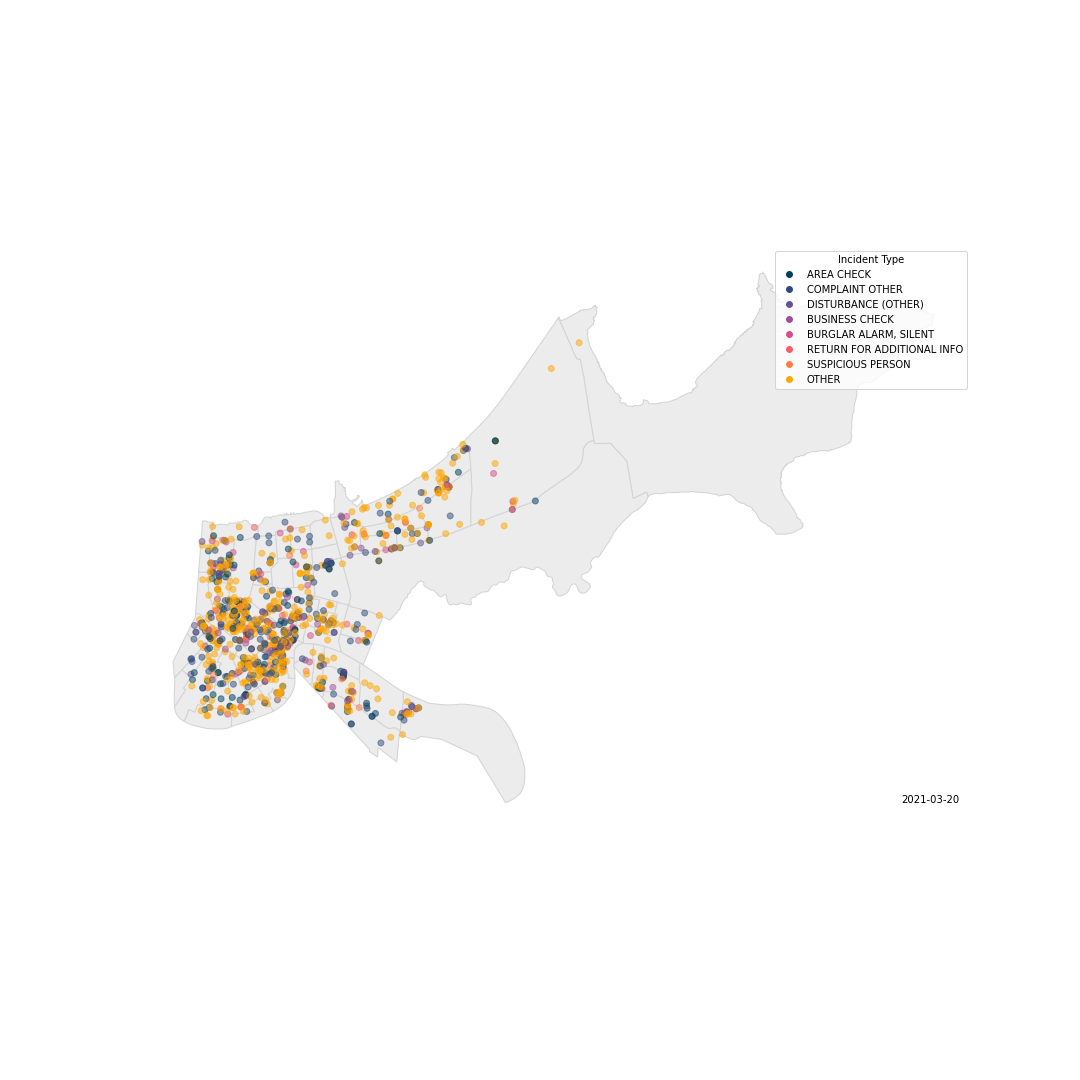 Incident Type
AREA CHECK
COMPLAINT OTHER
DISTURBANCE (OTHER)
BUSINESS CHECK
BURGLAR ALARM, SILENT
RETURN FOR ADDITIONAL INFO
SUSPICIOUS PERSON
OTHER
2021-03-20